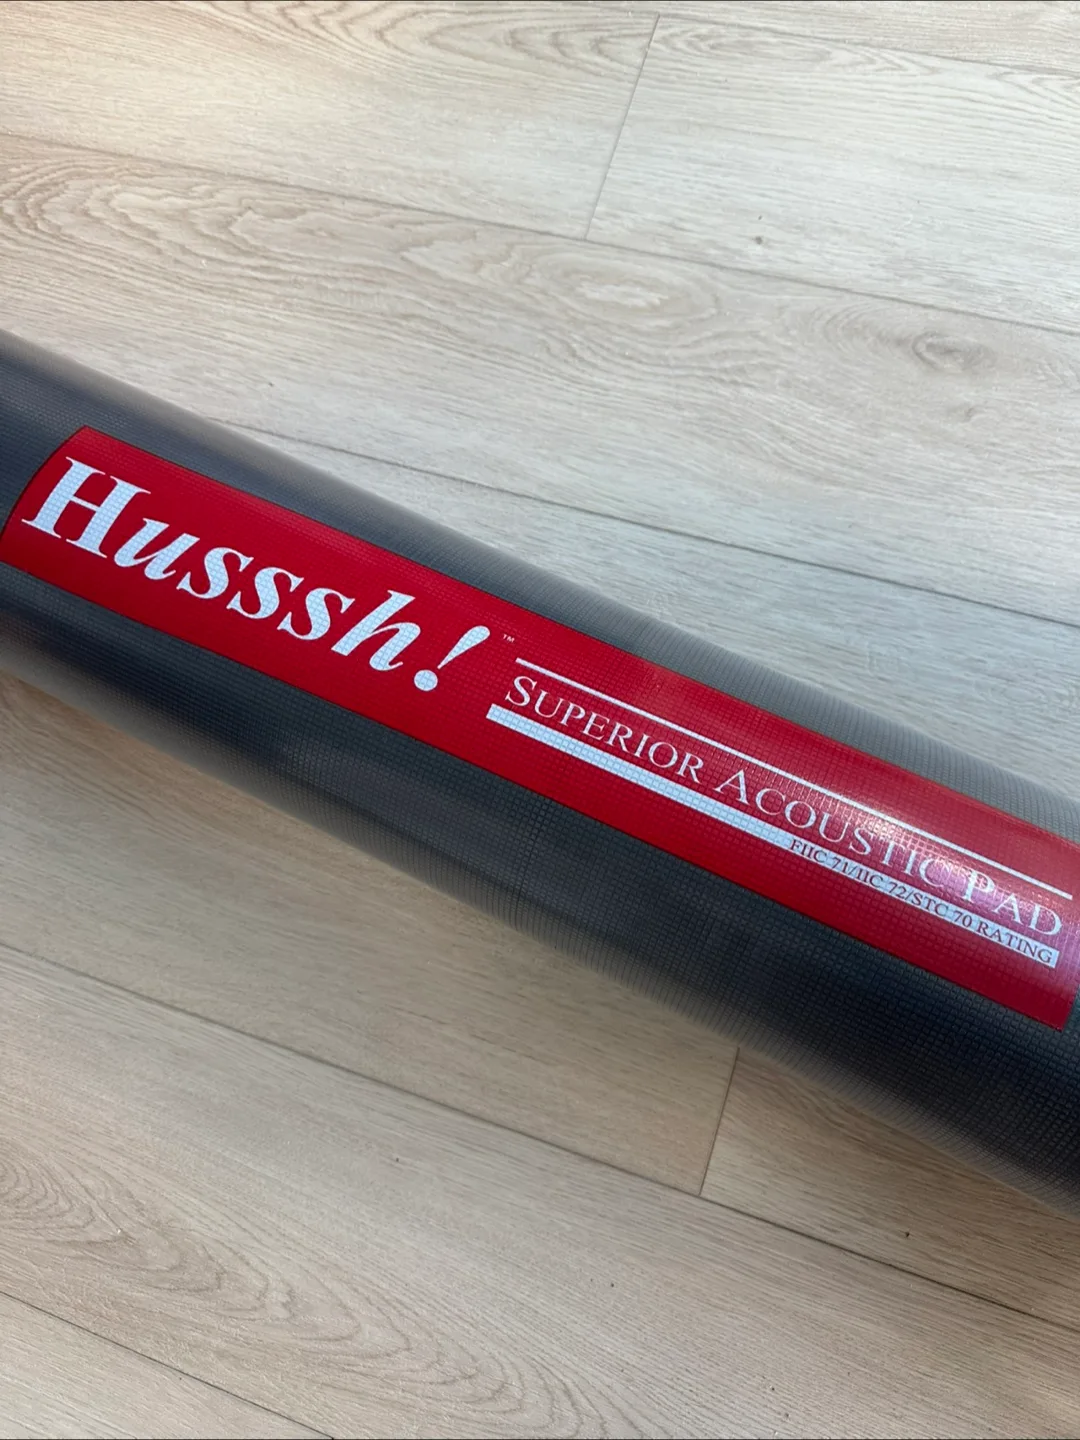 Husssh!™
SUPERIOR ACOUSTIC PAD
FIIC 71/IIC 72/STC 70 RATING